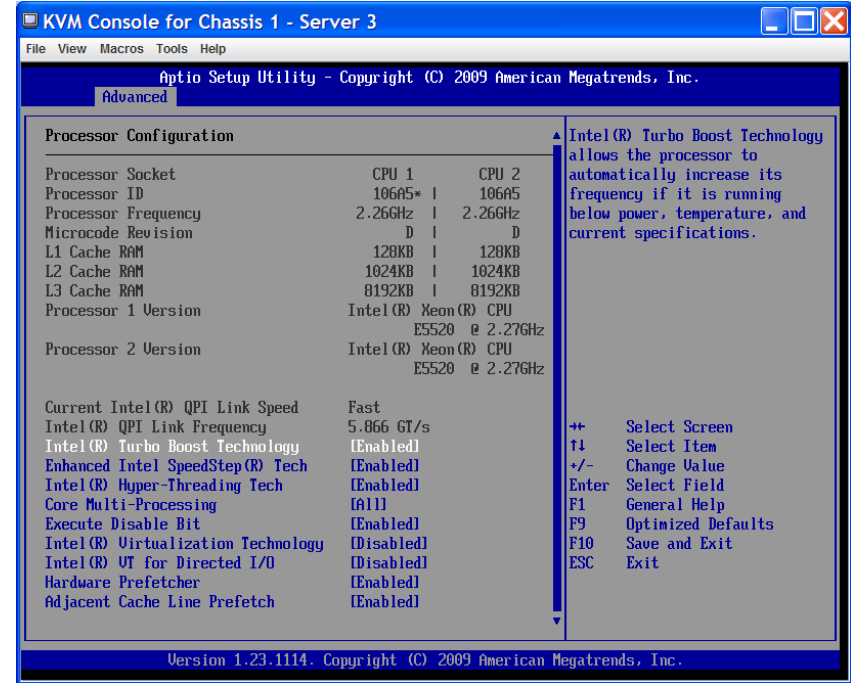 KVM Console for Chassis 1 - Server 3
File View Macros Tools Help
Aptio Setup Utility - Copyright (C) 2009 American Megatrends, Inc.
Advanced
Processor Configuration
Processor Socket CPU 1 CPU 2
Processor ID 106A5* | 106A5
Processor Frequency 2.26GHz | 2.26GHz
Microcode Revision D | D
L1 Cache RAM 128KB | 128KB
L2 Cache RAM 1024KB | 1024KB
L3 Cache RAM 8192KB | 8192KB
Processor 1 Version Intel(R) Xeon(R) CPU
E5520 @ 2.27GHz
Processor 2 Version Intel(R) Xeon(R) CPU
E5520 @ 2.27GHz
Current Intel(R) QPI Link Speed Fast
Intel(R) QPI Link Frequency 5.866 GT/s
Intel(R) Turbo Boost Technology [Enabled]
Enhanced Intel SpeedStep(R) Tech [Enabled]
Intel(R) Hyper-Threading Tech [Enabled]
Core Multi-Processing [All]
Execute Disable Bit [Enabled]
Intel(R) Virtualization Technology [Disabled]
Intel(R) VT for Directed I/O [Disabled]
Hardware Prefetcher [Enabled]
Adjacent Cache Line Prefetch [Enabled]
Intel(R) Turbo Boost Technology
allows the processor to
automatically increase its
frequency if it is running
below power, temperature, and
current specifications.
→← Select Screen
↑↓ Select Item
+/- Change Value
Enter Select Field
F1 General Help
F9 Optimized Defaults
F10 Save and Exit
ESC Exit
Version 1.23.1114. Copyright (C) 2009 American Megatrends, Inc.